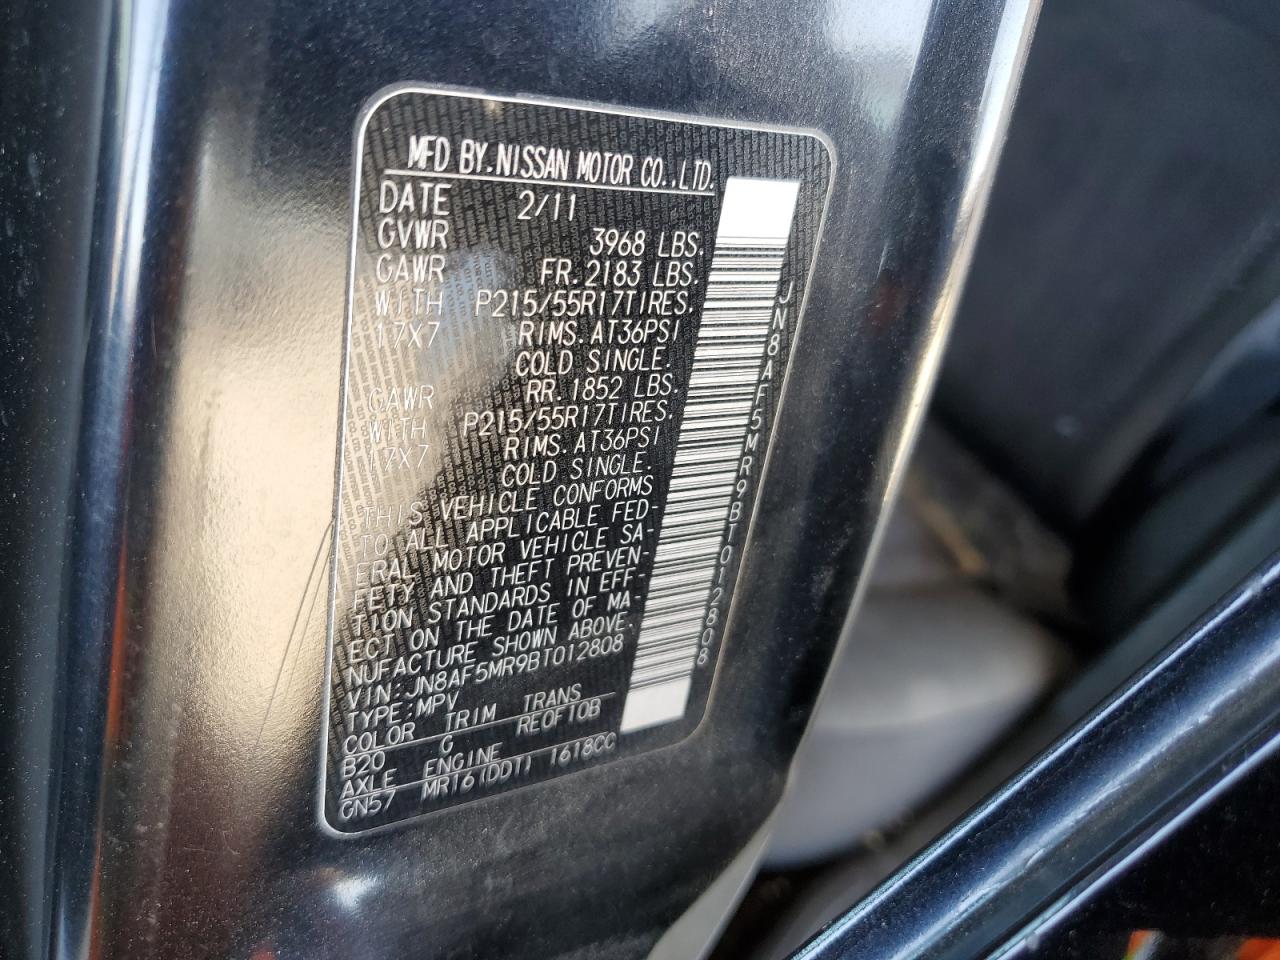 MFD BY.NISSAN MOTOR CO.,LTD.
DATE 2/11
GVWR 3968 LBS.
GAWR FR.2183 LBS.
WITH P215/55R17TIRES.
17X7 RIMS.AT36PSI
COLD SINGLE.
GAWR RR.1852 LBS.
WITH P215/55R17TIRES.
17X7 RIMS.AT36PSI
COLD SINGLE.
THIS VEHICLE CONFORMS
TO ALL APPLICABLE FED-
ERAL MOTOR VEHICLE SA-
FETY AND THEFT PREVEN-
TION STANDARDS IN EFF-
ECT ON THE DATE OF MA-
NUFACTURE SHOWN ABOVE.
VIN:JN8AF5MR9BT012808
TYPE:MPV
COLOR TRIM TRANS
B20 G RE0F10B
AXLE ENGINE
GN57 MR16(DDT) 1618CC
JN8AF5MR9BT012808